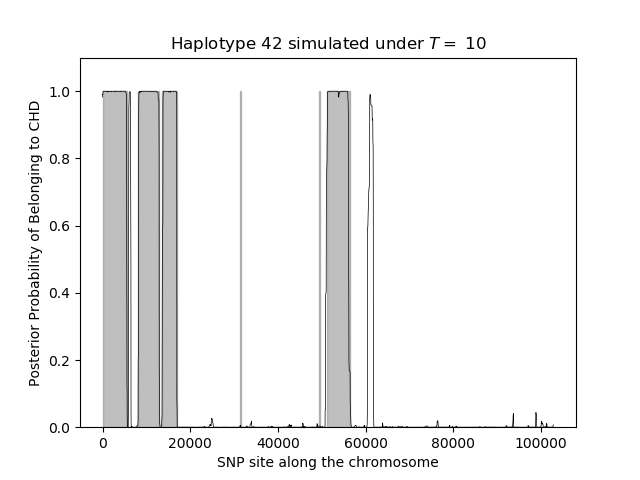 Haplotype 42 simulated under T = 10
Posterior Probability of Belonging to CHD
1.0
0.8
0.6
0.4
0.2
0.0
0 20000 40000 60000 80000 100000
SNP site along the chromosome